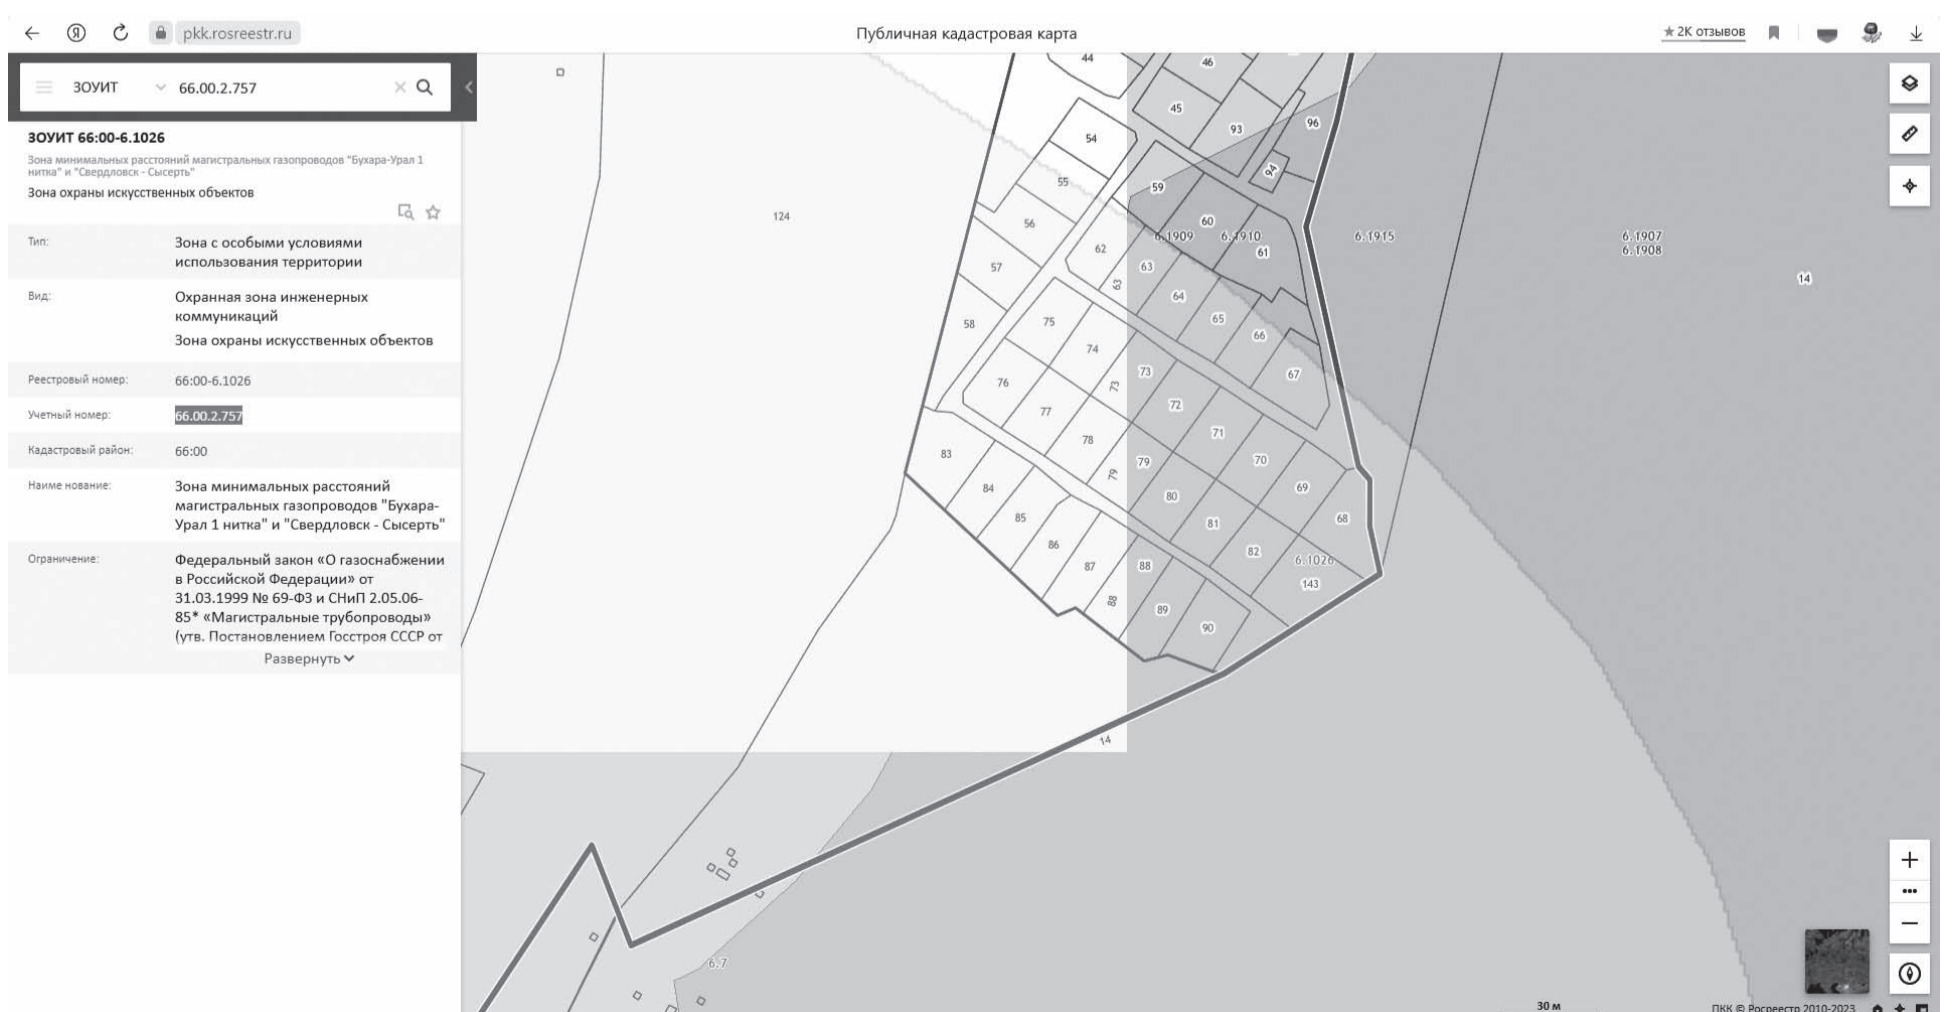 pkk.rosreestr.ru
Публичная кадастровая карта
★ 2К отзывов
ЗОУИТ
66.00.2.757
ЗОУИТ 66:00-6.1026
Зона минимальных расстояний магистральных газопроводов "Бухара-Урал 1
нитка" и "Свердловск - Сысерть"
Зона охраны искусственных объектов
Тип:
Зона с особыми условиями
использования территории
Вид:
Охранная зона инженерных
коммуникаций
Зона охраны искусственных объектов
Реестровый номер:
66:00-6.1026
Учетный номер:
66.00.2.757
Кадастровый район:
66:00
Наиме нование:
Зона минимальных расстояний
магистральных газопроводов "Бухара-
Урал 1 нитка" и "Свердловск - Сысерть"
Ограничение:
Федеральный закон «О газоснабжении
в Российской Федерации» от
31.03.1999 № 69-ФЗ и СНиП 2.05.06-
85* «Магистральные трубопроводы»
(утв. Постановлением Госстроя СССР от
Развернуть
44
46
45
93
96
54
94
55
59
124
56
60
6.1909
6.1910
6.1915
6.1907
6.1908
62
61
57
63
14
63
64
58
75
65
66
74
73
67
76
73
77
72
71
78
83
79
70
79
84
80
69
85
81
68
86
82
6.1026
87
88
143
88
89
90
14
6.7
30 м
ПКК © Росреестр 2010-2023